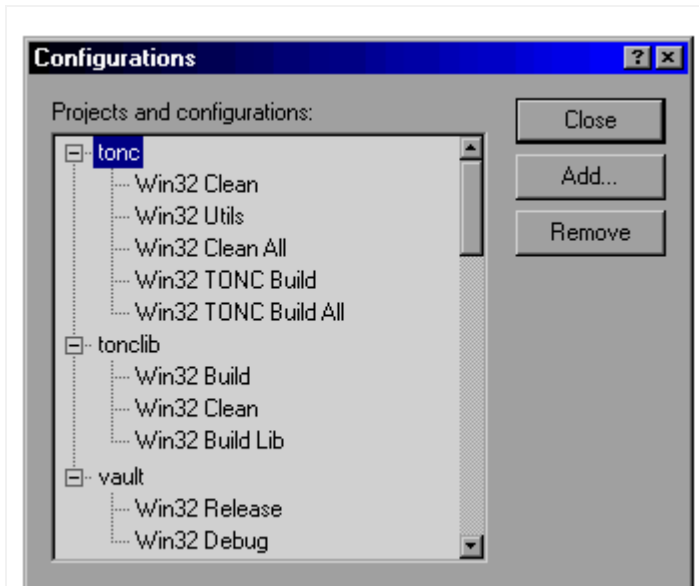 Configurations
Projects and configurations:
Close
tonc
Add...
Win32 Clean
Win32 Utils
Remove
Win32 Clean All
Win32 TONC Build
Win32 TONC Build All
tonclib
Win32 Build
Win32 Clean
Win32 Build Lib
vault
Win32 Release
Win32 Debug